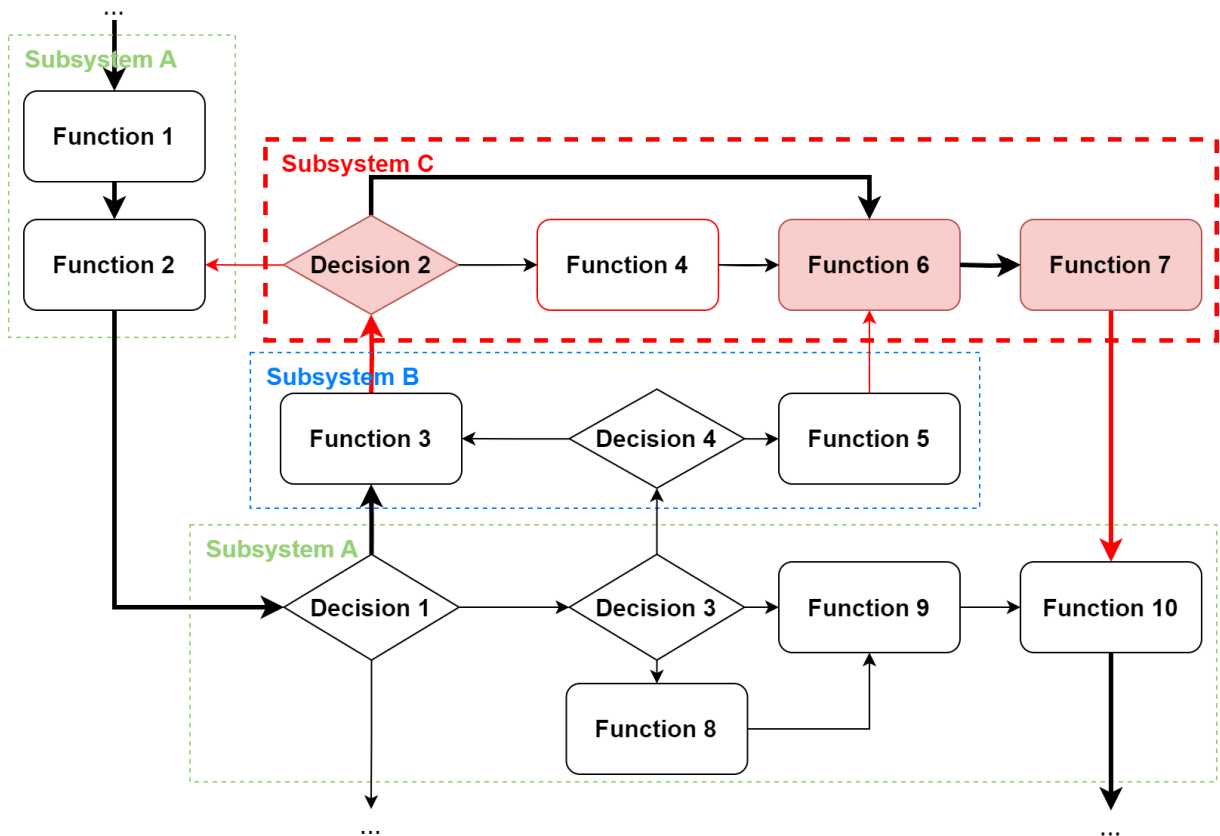 ...
Subsystem A
Function 1
Subsystem C
Function 2
Decision 2
Function 4
Function 6
Function 7
Subsystem B
Function 3
Decision 4
Function 5
Subsystem A
Decision 1
Decision 3
Function 9
Function 10
Function 8
...
...